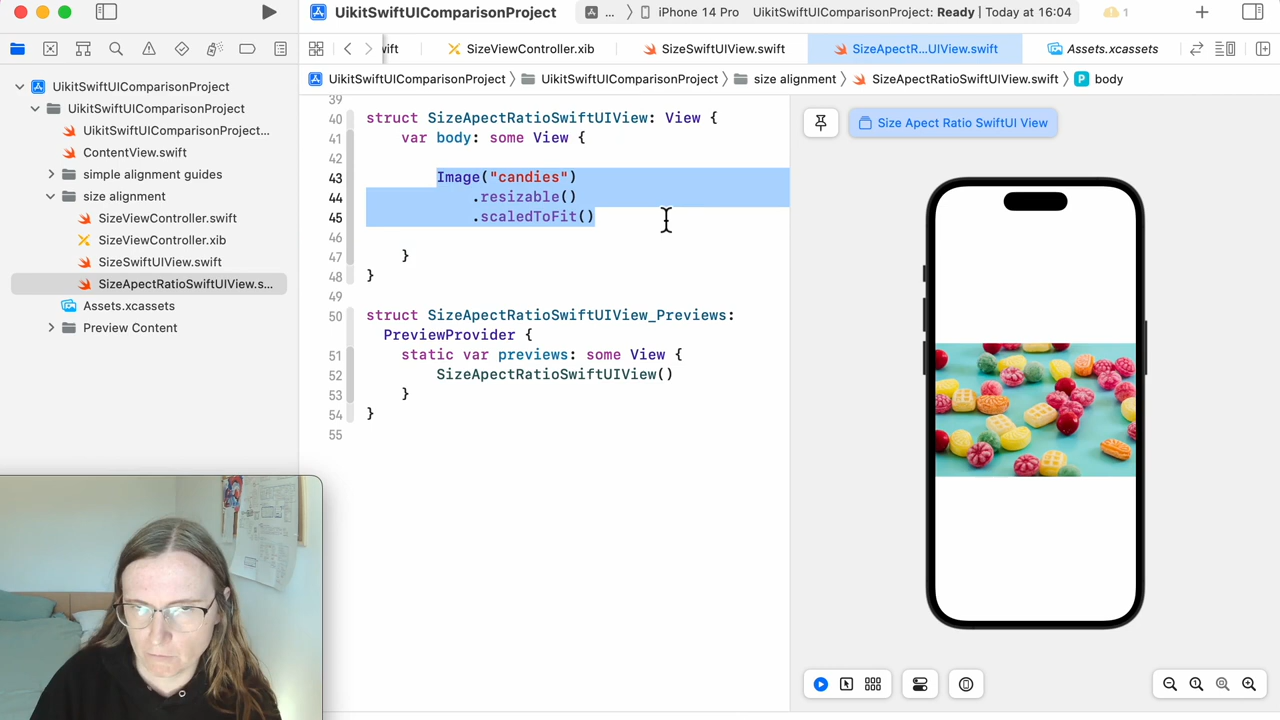 UikitSwiftUIComparisonProject
... 〉 iPhone 14 Pro
UikitSwiftUIComparisonProject: Ready | Today at 16:04
1
ift
SizeViewController.xib
SizeSwiftUIView.swift
SizeApectR...UIView.swift
Assets.xcassets
UikitSwiftUIComparisonProject 〉 UikitSwiftUIComparisonProject 〉 size alignment 〉 SizeApectRatioSwiftUIView.swift 〉 P body
UikitSwiftUIComparisonProject
UikitSwiftUIComparisonProject
UikitSwiftUIComparisonProject...
ContentView.swift
simple alignment guides
size alignment
SizeViewController.swift
SizeViewController.xib
SizeSwiftUIView.swift
SizeApectRatioSwiftUIView.s...
Assets.xcassets
Preview Content
39
40 struct SizeApectRatioSwiftUIView: View {
41 var body: some View {
42
43 Image("candies")
44 .resizable()
45 .scaledToFit()
46
47 }
48 }
49
50 struct SizeApectRatioSwiftUIView_Previews:
PreviewProvider {
51 static var previews: some View {
52 SizeApectRatioSwiftUIView()
53 }
54 }
55
Size Apect Ratio SwiftUI View